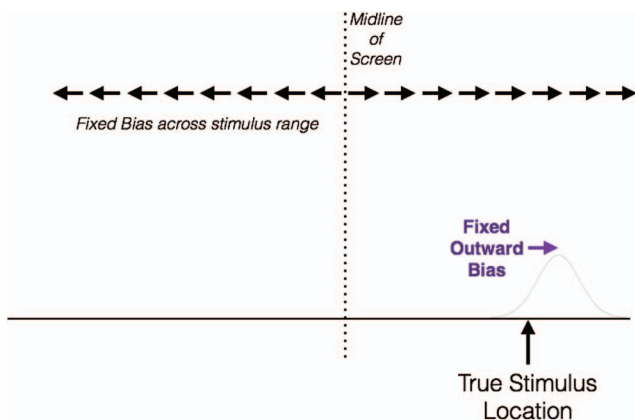 Midline
of
Screen
Fixed Bias across stimulus range
Fixed
Outward
Bias
True Stimulus
Location